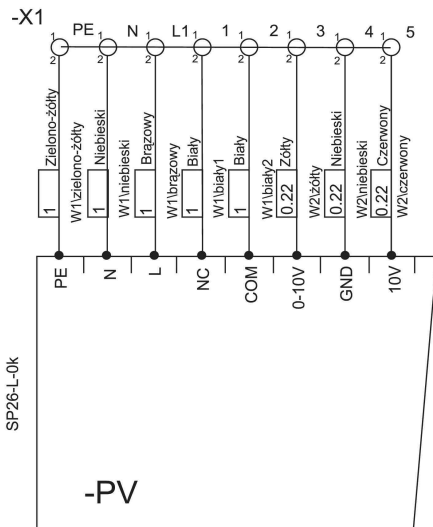 -X1
PE N L1 1 2 3 4 5
1 1 1 1 1 1 1 1
2 2 2 2 2 2 2 2
Zielono-żółty
1
W1\zielono-żółty
Niebieski
1
W1\niebieski
Brązowy
1
W1\brązowy
Biały
1
W1\biały1
Biały
1
W1\biały2
Żółty
0.22
W2\żółty
Niebieski
0.22
W2\niebieski
Czerwony
0.22
W2\czerwony
PE
N
L
NC
COM
0-10V
GND
10V
SP26-L-0k
-PV